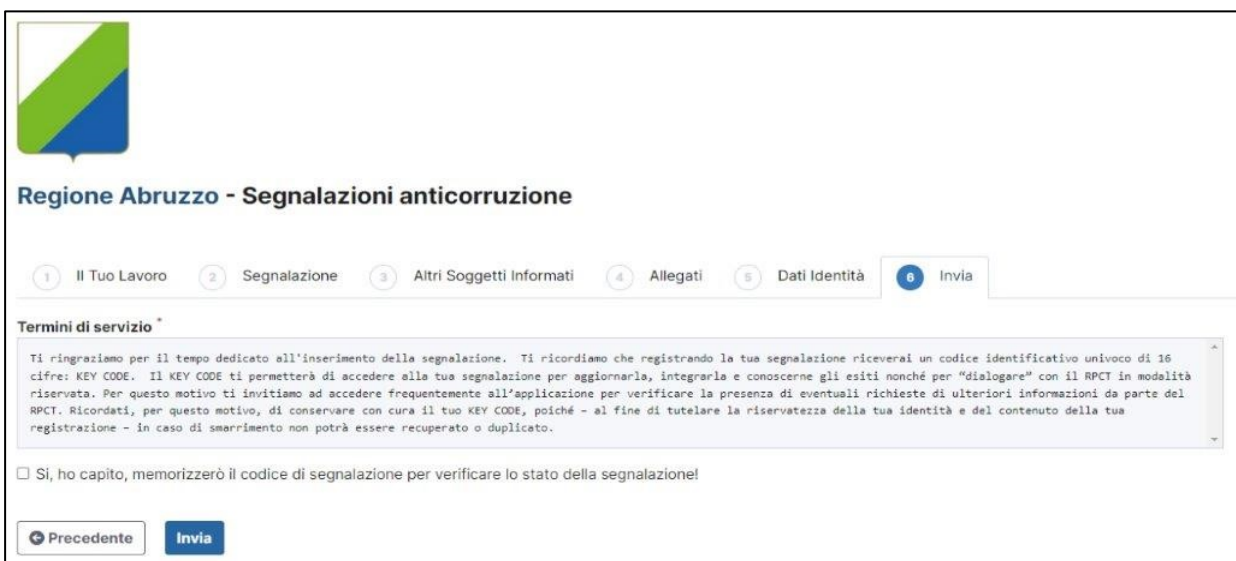 Regione Abruzzo - Segnalazioni anticorruzione
1 Il Tuo Lavoro 2 Segnalazione 3 Altri Soggetti Informati 4 Allegati 5 Dati Identità 6 Invia
Termini di servizio *
Ti ringraziamo per il tempo dedicato all'inserimento della segnalazione. Ti ricordiamo che registrando la tua segnalazione riceverai un codice identificativo univoco di 16
cifre: KEY CODE. Il KEY CODE ti permetterà di accedere alla tua segnalazione per aggiornarla, integrarla e conoscerne gli esiti nonché per “dialogare” con il RPCT in modalità
riservata. Per questo motivo ti invitiamo ad accedere frequentemente all’applicazione per verificare la presenza di eventuali richieste di ulteriori informazioni da parte del
RPCT. Ricordati, per questo motivo, di conservare con cura il tuo KEY CODE, poiché – al fine di tutelare la riservatezza della tua identità e del contenuto della tua
registrazione – in caso di smarrimento non potrà essere recuperato o duplicato.
Si, ho capito, memorizzerò il codice di segnalazione per verificare lo stato della segnalazione!
Precedente Invia